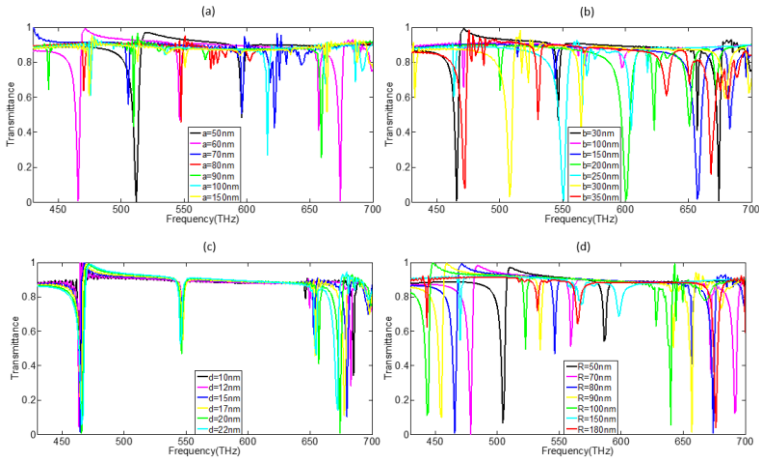 (a)
1
0.8
0.6
0.4
0.2
0
Transmittance
a=50nm
a=60nm
a=70nm
a=80nm
a=90nm
a=100nm
a=150nm
450 500 550 600 650 700
Frequency(THz)
(b)
1
0.8
0.6
0.4
0.2
0
Transmittance
b=30nm
b=100nm
b=150nm
b=200nm
b=250nm
b=300nm
b=350nm
450 500 550 600 650 700
Frequency(THz)
(c)
1
0.8
0.6
0.4
0.2
0
Transmittance
d=10nm
d=12nm
d=15nm
d=17nm
d=20nm
d=22nm
450 500 550 600 650 700
Frequency(THz)
(d)
1
0.8
0.6
0.4
0.2
0
Transmittance
R=50nm
R=70nm
R=80nm
R=90nm
R=100nm
R=150nm
R=180nm
450 500 550 600 650 700
Frequency(THz)